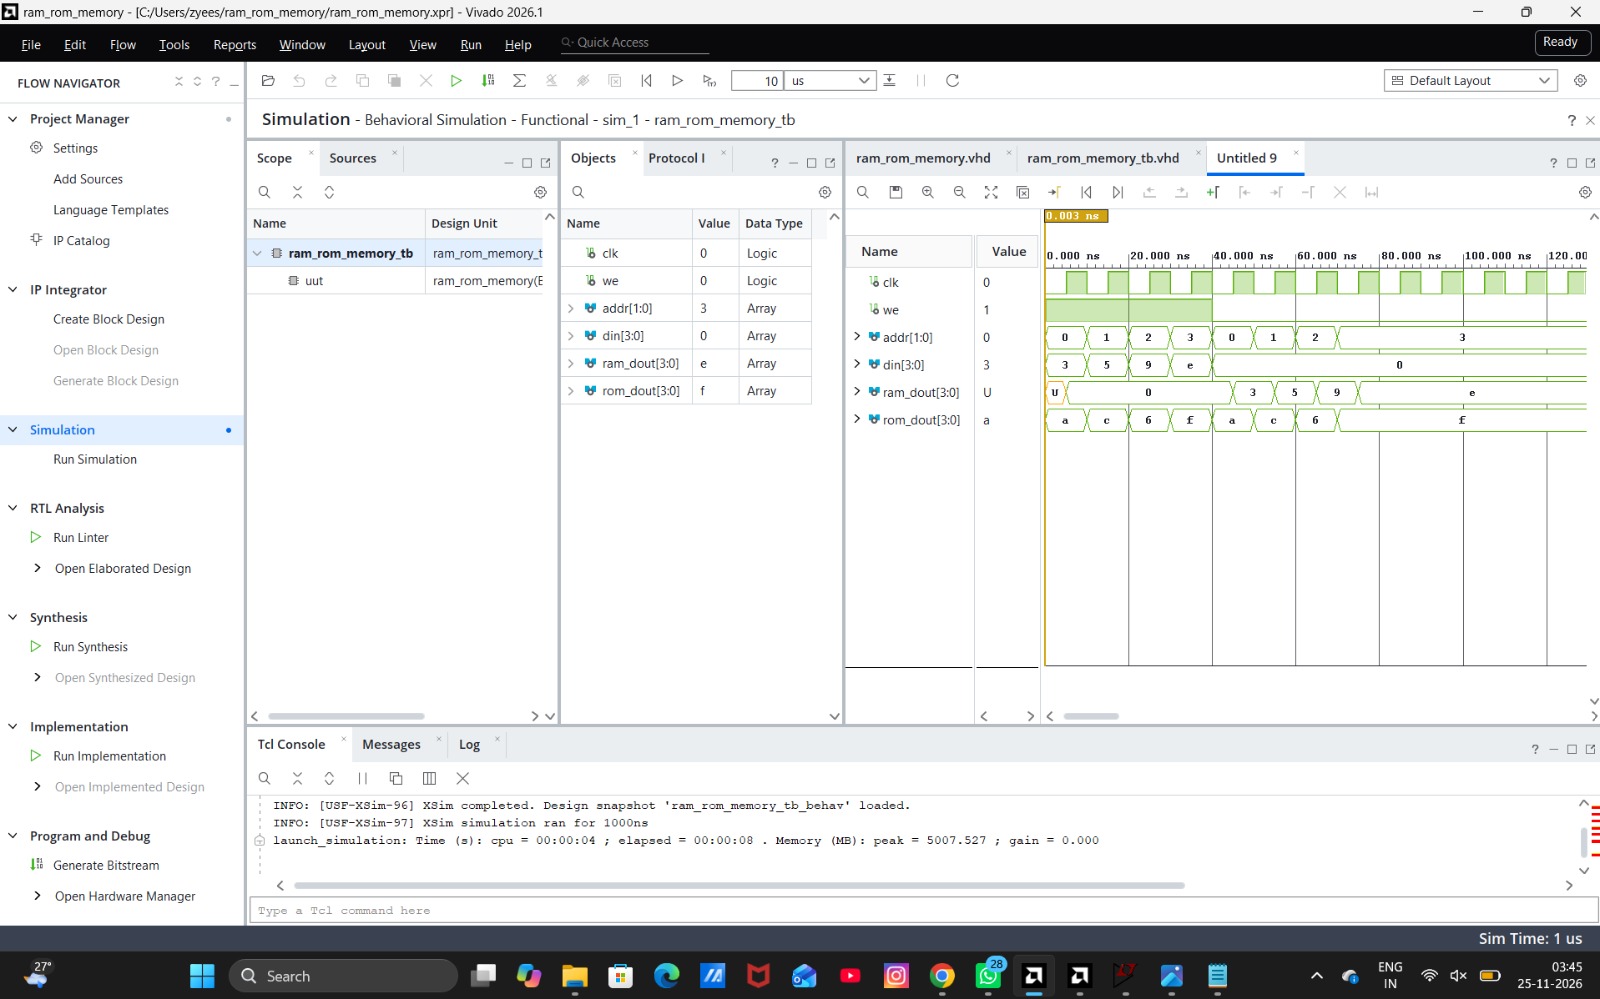 ram_rom_memory - [C:/Users/zyees/ram_rom_memory/ram_rom_memory.xpr] - Vivado 2026.1
File Edit Flow Tools Reports Window Layout View Run Help Quick Access Ready
FLOW NAVIGATOR
10 us
Default Layout
Project Manager
Settings
Add Sources
Language Templates
IP Catalog
IP Integrator
Create Block Design
Open Block Design
Generate Block Design
Simulation
Run Simulation
RTL Analysis
Run Linter
Open Elaborated Design
Synthesis
Run Synthesis
Open Synthesized Design
Implementation
Run Implementation
Open Implemented Design
Program and Debug
Generate Bitstream
Open Hardware Manager
Simulation - Behavioral Simulation - Functional - sim_1 - ram_rom_memory_tb
Scope Sources
Name Design Unit
ram_rom_memory_tb ram_rom_memory_t
uut ram_rom_memory(E
Objects Protocol I
Name Value Data Type
clk 0 Logic
we 0 Logic
addr[1:0] 3 Array
din[3:0] 0 Array
ram_dout[3:0] e Array
rom_dout[3:0] f Array
ram_rom_memory.vhd ram_rom_memory_tb.vhd Untitled 9
0.003 ns
Name Value
0.000 ns 20.000 ns 40.000 ns 60.000 ns 80.000 ns 100.000 ns 120.00
clk 0
we 1
addr[1:0] 0 0 1 2 3 0 1 2 3
din[3:0] 3 3 5 9 e 0
ram_dout[3:0] U U 0 3 5 9 e
rom_dout[3:0] a a c 6 f a c 6 f
Tcl Console Messages Log
INFO: [USF-XSim-96] XSim completed. Design snapshot 'ram_rom_memory_tb_behav' loaded.
INFO: [USF-XSim-97] XSim simulation ran for 1000ns
launch_simulation: Time (s): cpu = 00:00:04 ; elapsed = 00:00:08 . Memory (MB): peak = 5007.527 ; gain = 0.000
Type a Tcl command here
Sim Time: 1 us
27°
Search
28
ENG
IN
03:45
25-11-2026